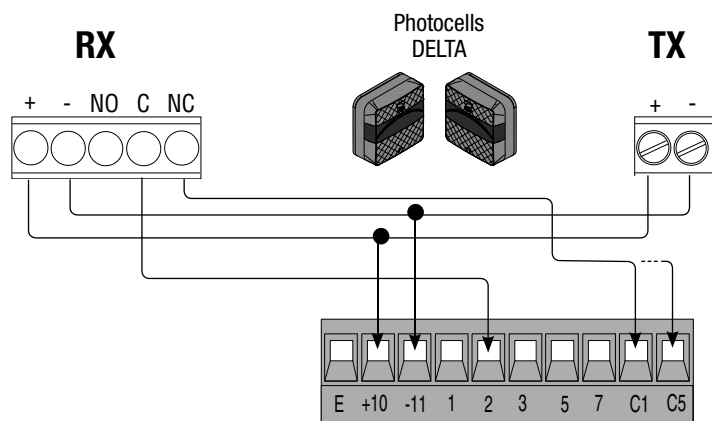 Photocells
DELTA
RX
TX
+ - NO C NC
+ -
E +10 -11 1 2 3 5 7 C1 C5